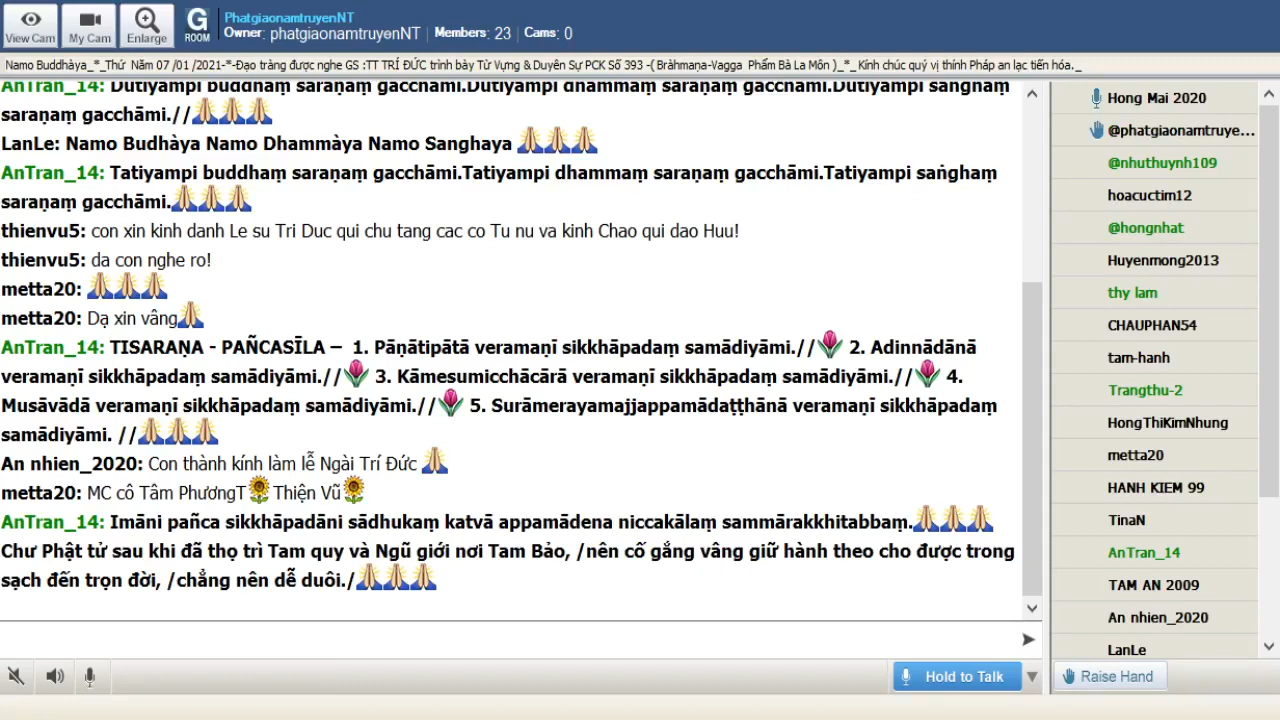 View Cam
My Cam
Enlarge
G
ROOM
PhatgiaonamtruyenNT
Owner: phatgiaonamtruyenNT | Members: 23 | Cams: 0
Namo Buddhàya_*_Thứ Năm 07 /01 /2021-*-Đạo tràng được nghe GS :TT TRÍ ĐỨC trình bày Từ Vựng & Duyên Sự PCK Số 393 -( Bràhmaṇa-Vagga Phẩm Bà La Môn )_*_ Kính chúc quý vị thính Pháp an lạc tiến hóa._
AnTran_14: Dutiyampi buddhaṃ saraṇaṃ gacchāmi.Dutiyampi dhammaṃ saraṇaṃ gacchāmi.Dutiyampi saṅghaṃ
saraṇaṃ gacchāmi.//
LanLe: Namo Budhàya Namo Dhammàya Namo Sanghaya
AnTran_14: Tatiyampi buddhaṃ saraṇaṃ gacchāmi.Tatiyampi dhammaṃ saraṇaṃ gacchāmi.Tatiyampi saṅghaṃ
saraṇaṃ gacchāmi.
thienvu5: con xin kinh danh Le su Tri Duc qui chu tang cac co Tu nu va kinh Chao qui dao Huu!
thienvu5: da con nghe ro!
metta20:
metta20: Dạ xin vâng
AnTran_14: TISARAṆA - PAÑCASĪLA – 1. Pāṇātipātā veramaṇī sikkhāpadaṃ samādiyāmi.// 2. Adinnādānā
veramaṇī sikkhāpadaṃ samādiyāmi.// 3. Kāmesumicchācārā veramaṇī sikkhāpadaṃ samādiyāmi.// 4.
Musāvādā veramaṇī sikkhāpadaṃ samādiyāmi.// 5. Surāmerayamajjappamādaṭṭhānā veramaṇī sikkhāpadaṃ
samādiyāmi. //
An nhien_2020: Con thành kính làm lễ Ngài Trí Đức
metta20: MC cô Tâm PhươngT Thiện Vũ
AnTran_14: Imāni pañca sikkhāpadāni sādhukaṃ katvā appamādena niccakālaṃ sammārakkhitabbaṃ.
Chư Phật tử sau khi đã thọ trì Tam quy và Ngũ giới nơi Tam Bảo, /nên cố gắng vâng giữ hành theo cho được trong
sạch đến trọn đời, /chẳng nên dễ duôi./
Hold to Talk
Hong Mai 2020
@phatgiaonamtruye...
@nhuthuynh109
hoacuctim12
@hongnhat
Huyenmong2013
thy lam
CHAUPHAN54
tam-hanh
Trangthu-2
HongThiKimNhung
metta20
HANH KIEM 99
TinaN
AnTran_14
TAM AN 2009
An nhien_2020
LanLe
Raise Hand